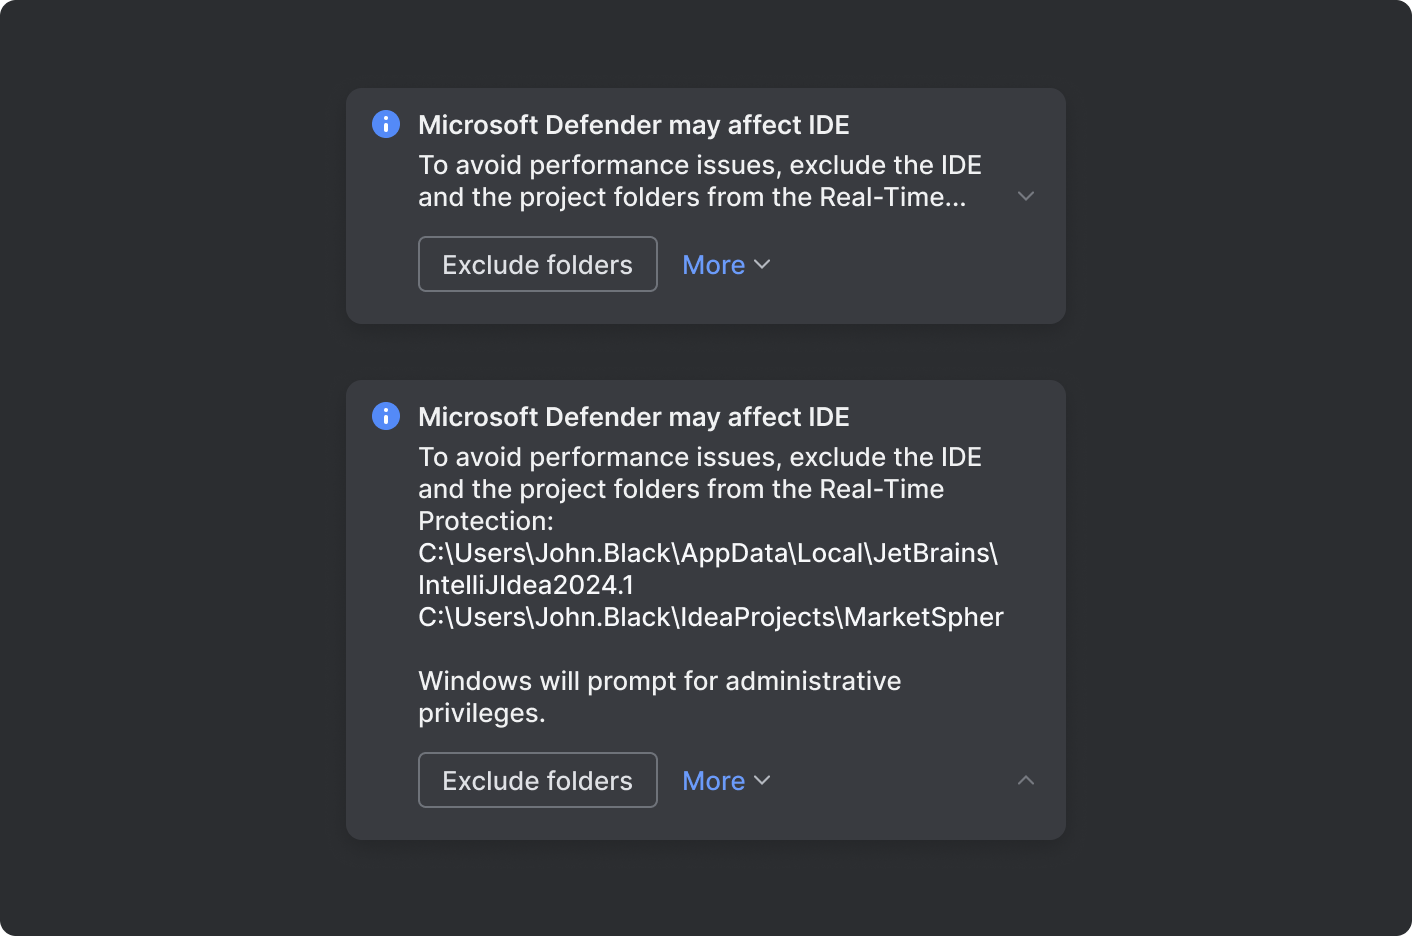 Microsoft Defender may affect IDE
To avoid performance issues, exclude the IDE
and the project folders from the Real-Time...
Exclude folders More
Microsoft Defender may affect IDE
To avoid performance issues, exclude the IDE
and the project folders from the Real-Time
Protection:
C:\Users\John.Black\AppData\Local\JetBrains\
IntelliJIdea2024.1
C:\Users\John.Black\IdeaProjects\MarketSpher
Windows will prompt for administrative
privileges.
Exclude folders More